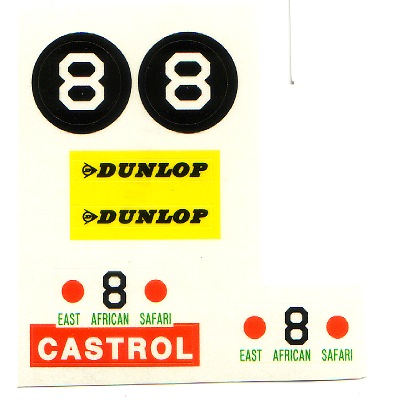 8 8
DUNLOP
DUNLOP
8
EAST AFRICAN SAFARI
CASTROL
8
EAST AFRICAN SAFARI